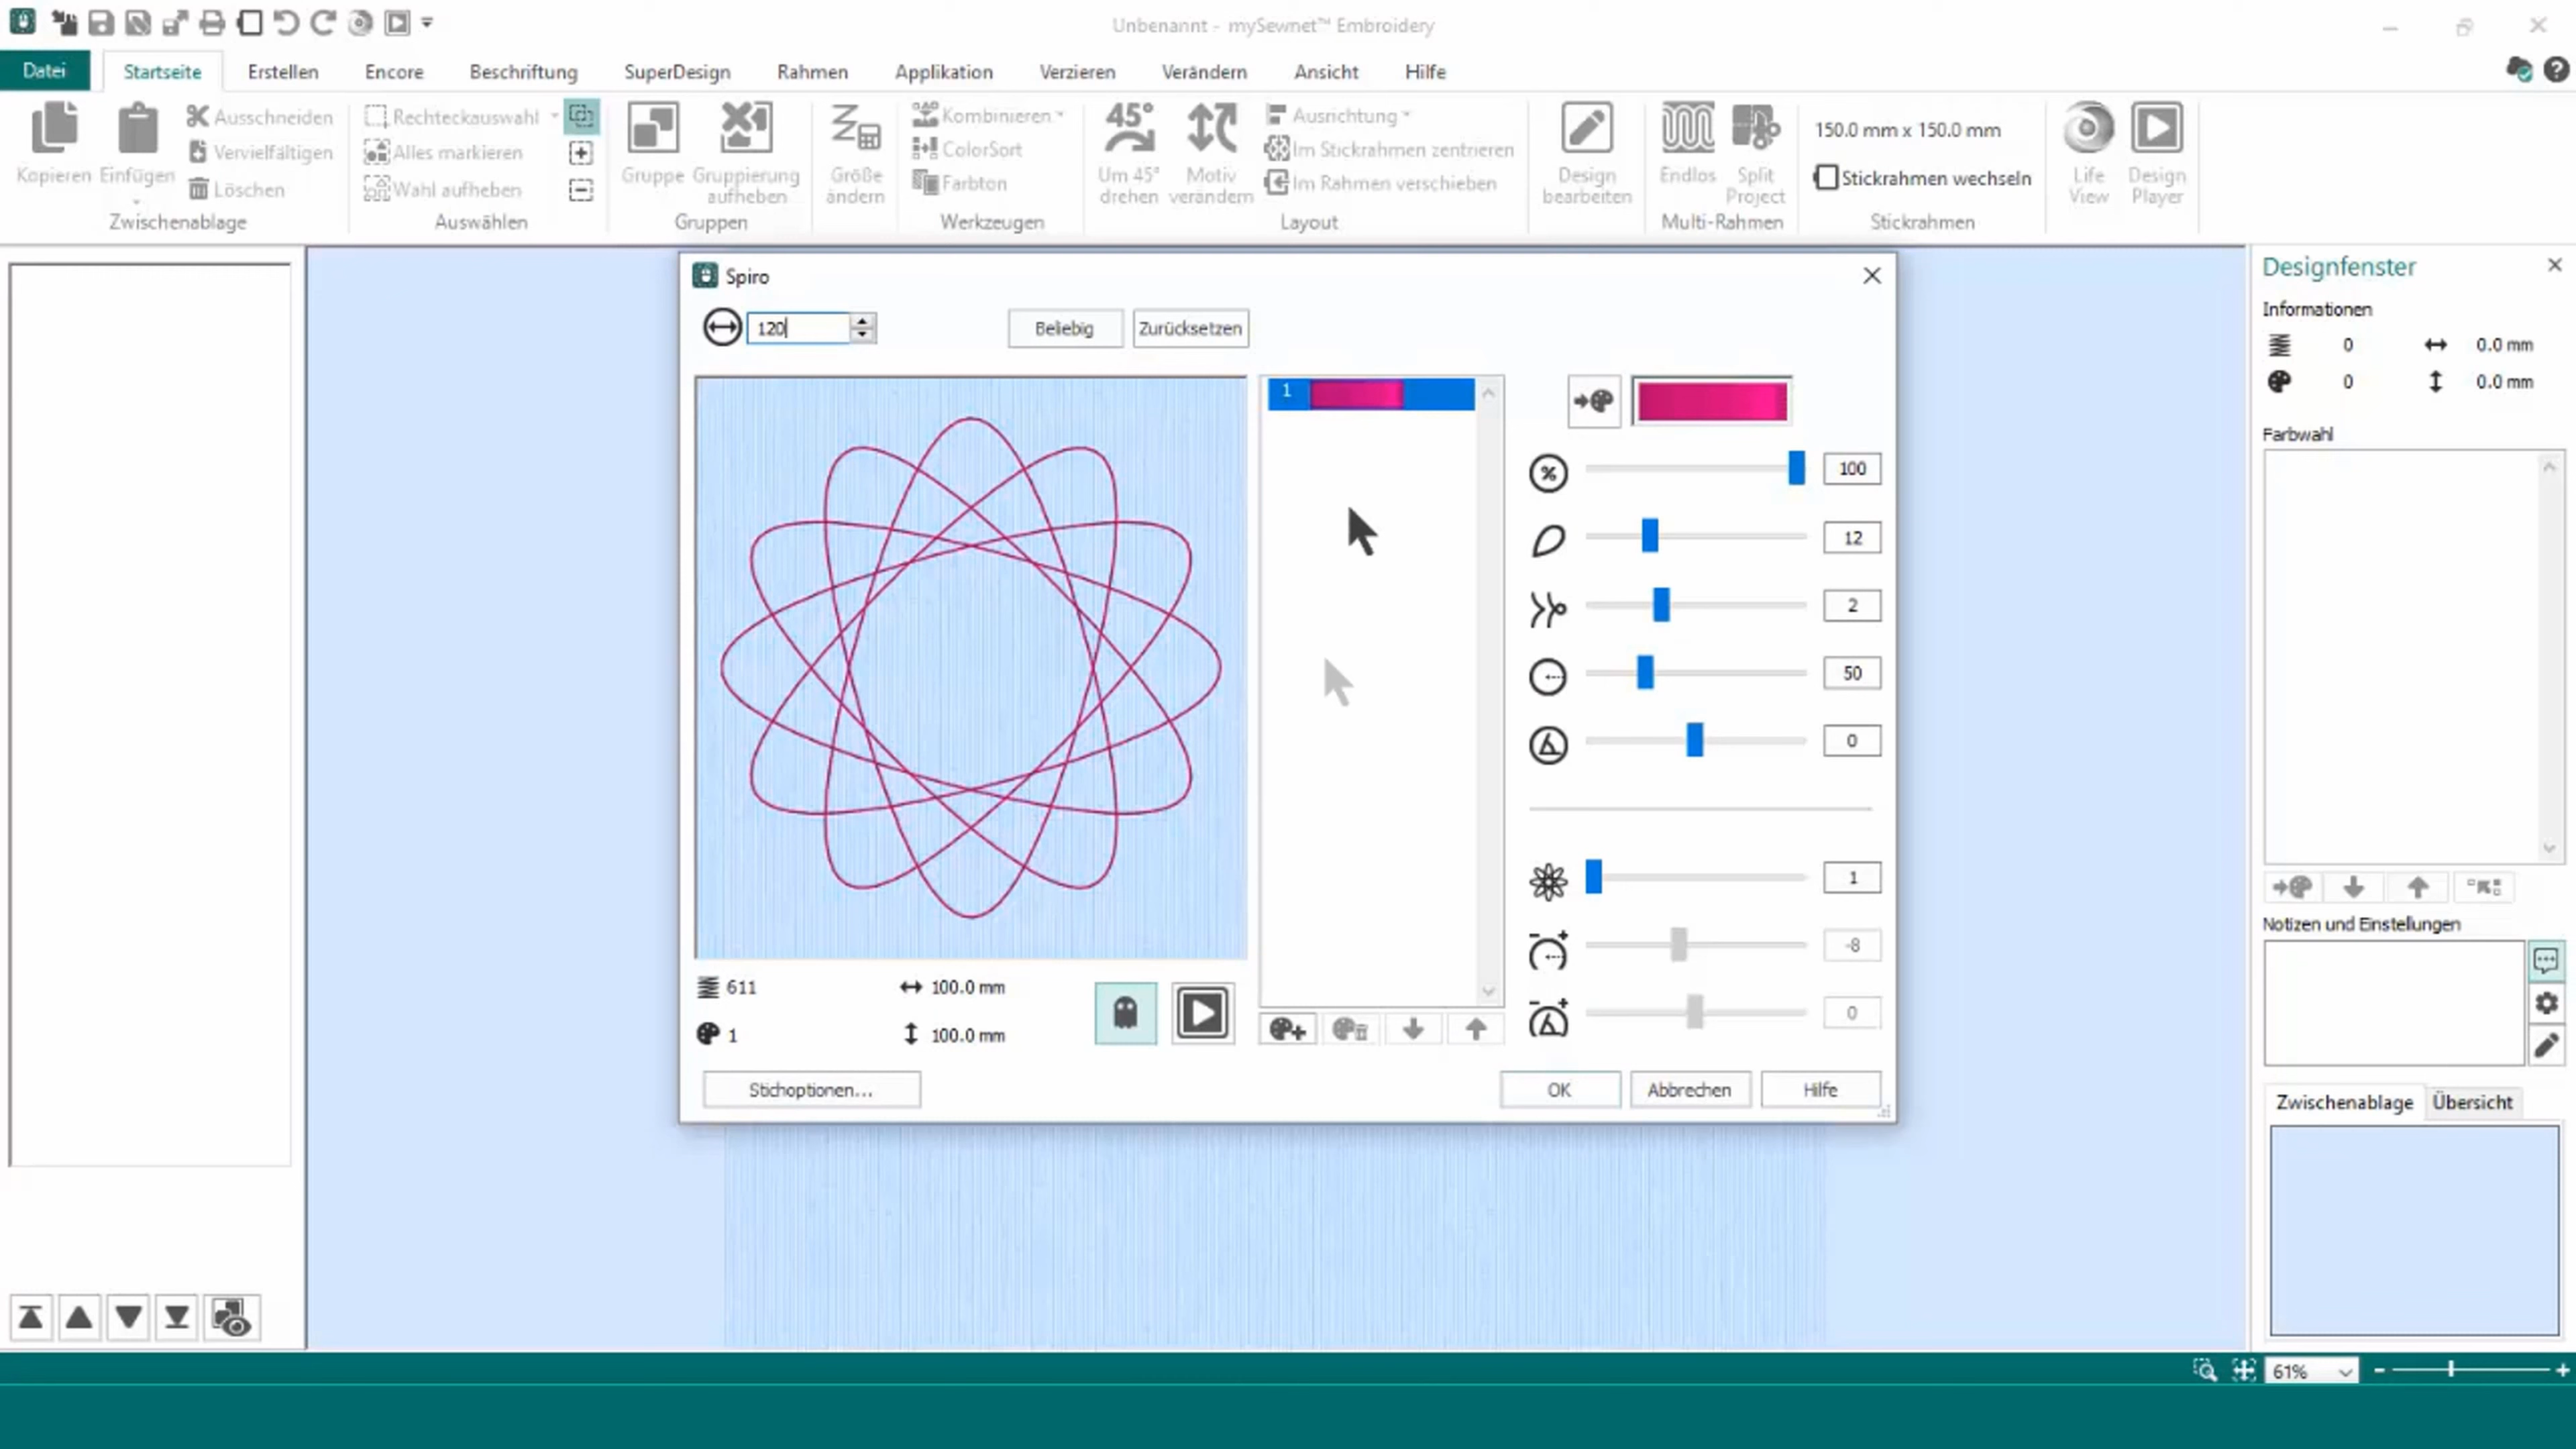 Unbenannt - mySewnet™ Embroidery
Datei Startseite Erstellen Encore Beschriftung SuperDesign Rahmen Applikation Verzieren Verändern Ansicht Hilfe
Kopieren
Einfügen
Ausschneiden
Vervielfältigen
Löschen
Zwischenablage
Rechteckauswahl
Alles markieren
Wahl aufheben
Auswählen
Gruppe
Gruppierung
aufheben
Gruppen
Größe
ändern
Kombinieren
ColorSort
Farbton
Werkzeugen
45°
Um 45°
drehen
Motiv
verändern
Ausrichtung
Im Stickrahmen zentrieren
Im Rahmen verschieben
Layout
Design
bearbeiten
Endlos
Split
Project
Multi-Rahmen
150.0 mm x 150.0 mm
Stickrahmen wechseln
Stickrahmen
Life
View
Design
Player
Spiro
120
Beliebig
Zurücksetzen
1
100
12
2
50
0
1
-8
0
611
100.0 mm
1
100.0 mm
Stichoptionen...
OK
Abbrechen
Hilfe
Designfenster
Informationen
0
0.0 mm
0
0.0 mm
Farbwahl
Notizen und Einstellungen
Zwischenablage
Übersicht
61%